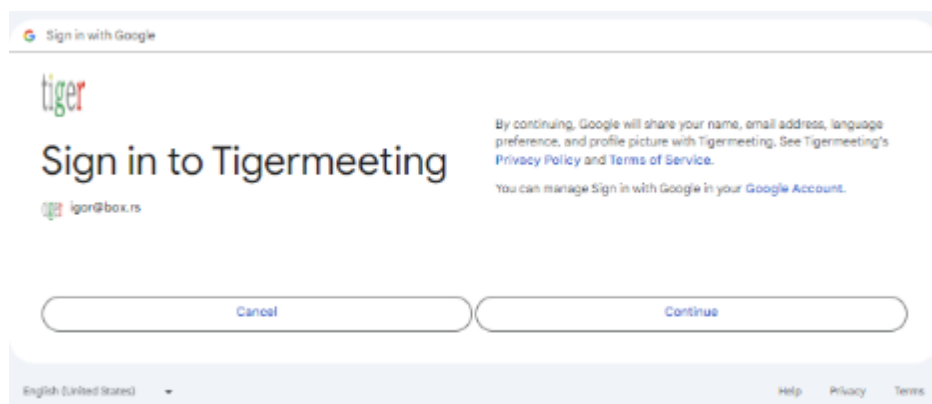 Sign in with Google
tiger
Sign in to Tigermeeting
igor@box.rs
By continuing, Google will share your name, email address, language
preference, and profile picture with Tigermeeting. See Tigermeeting's
Privacy Policy and Terms of Service.
You can manage Sign in with Google in your Google Account.
Cancel
Continue
English (United States)
Help Privacy Terms